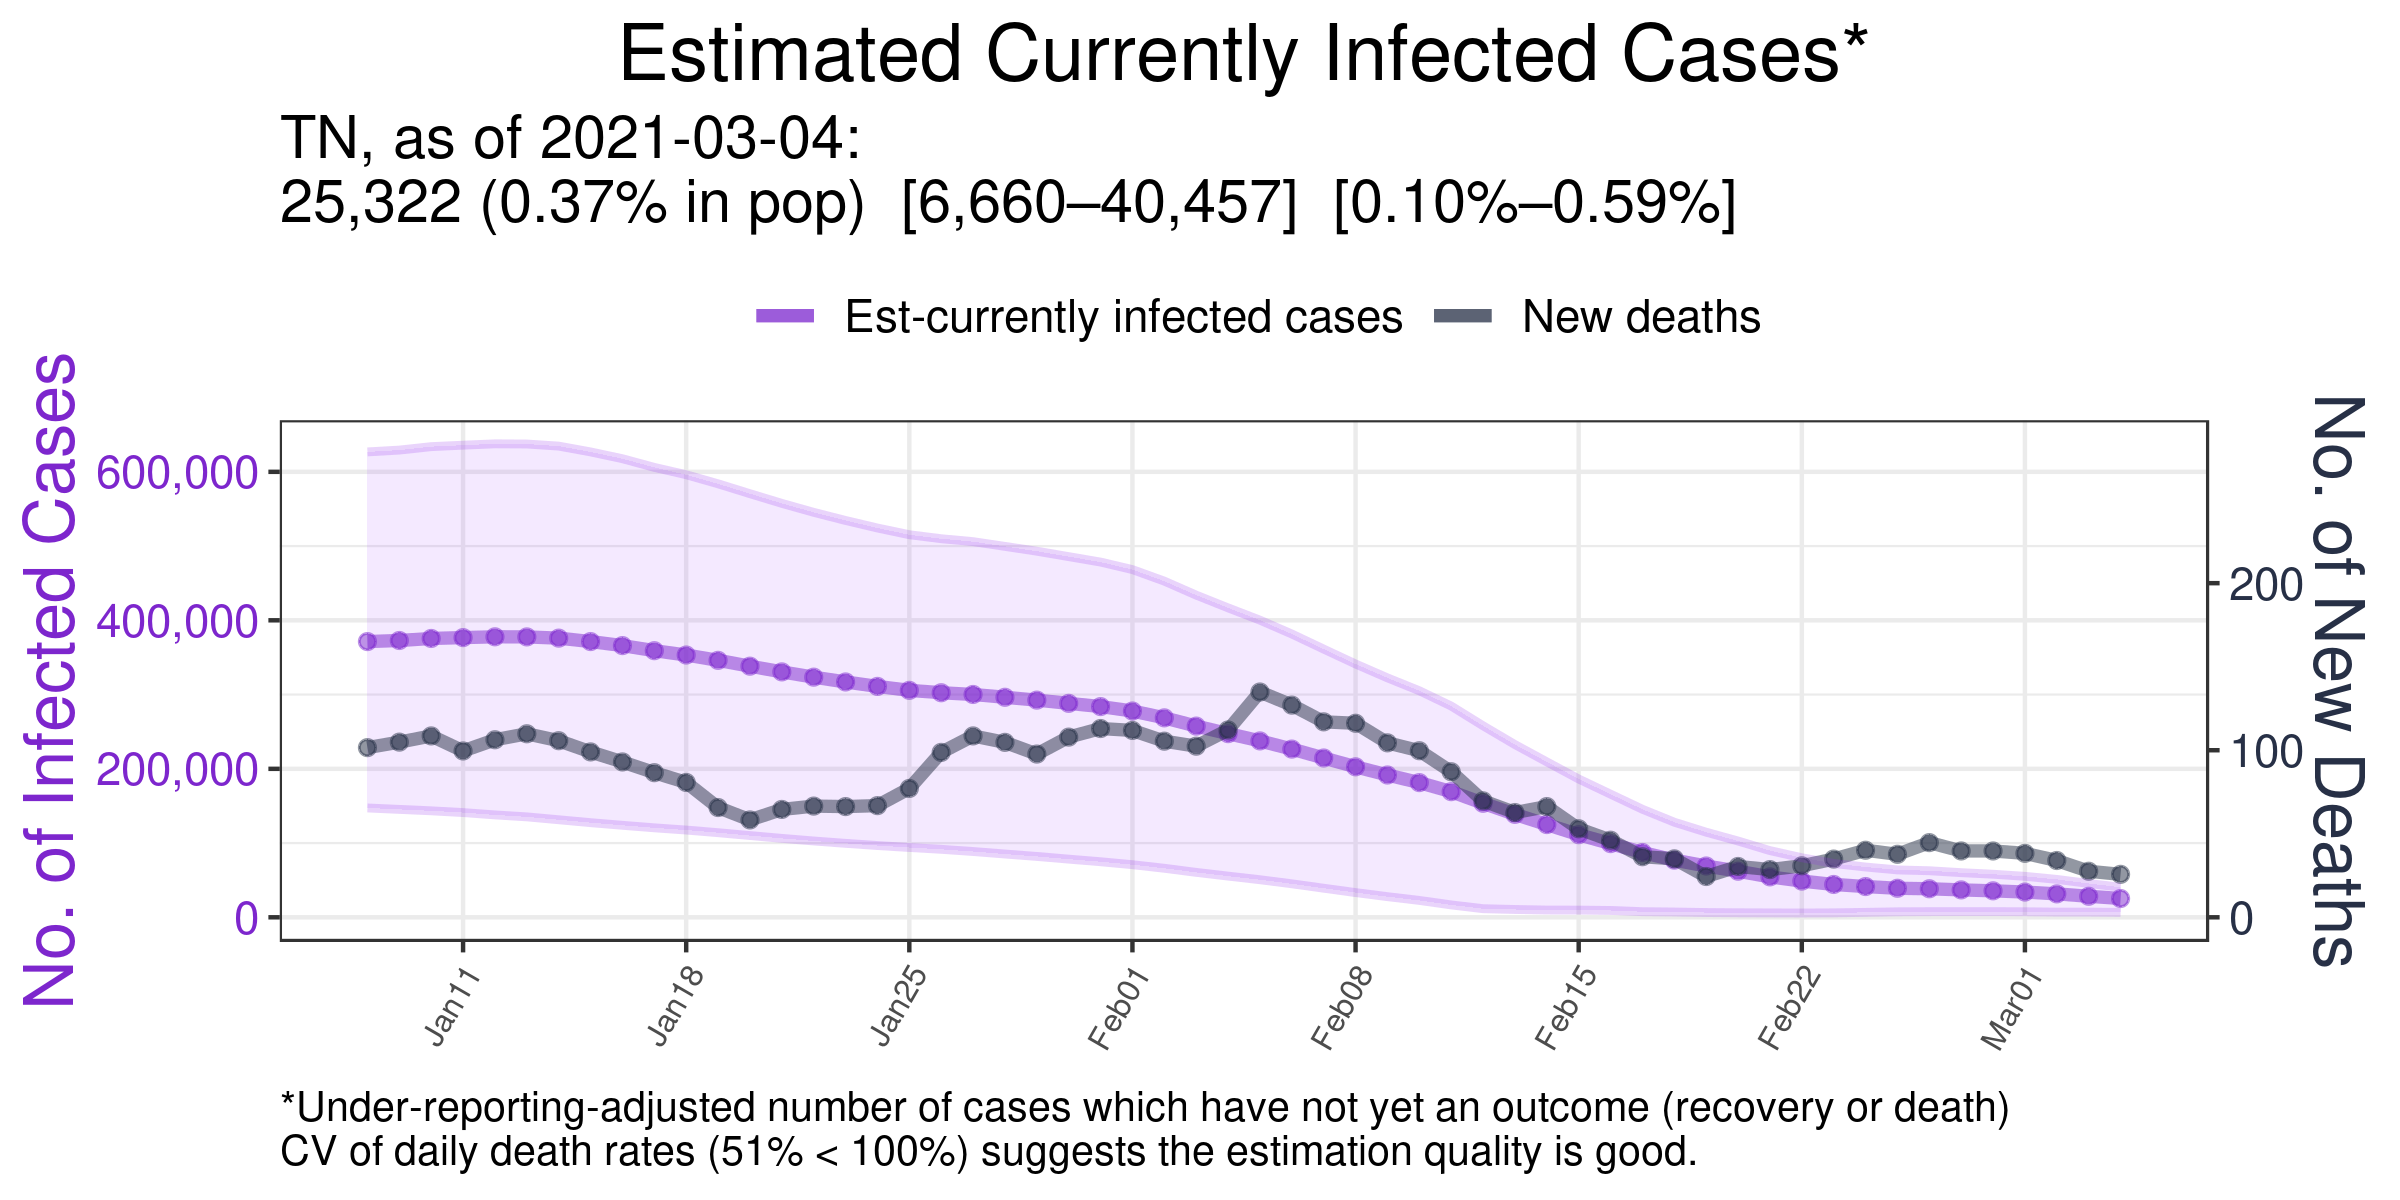 Estimated Currently Infected Cases*
TN, as of 2021-03-04:
25,322 (0.37% in pop)  [6,660–40,457]  [0.10%–0.59%]
Est-currently infected cases
New deaths
No. of Infected Cases
600,000
400,000
200,000
0
No. of New Deaths
200
100
0
Jan11
Jan18
Jan25
Feb01
Feb08
Feb15
Feb22
Mar01
*Under-reporting-adjusted number of cases which have not yet an outcome (recovery or death)
CV of daily death rates (51% < 100%) suggests the estimation quality is good.